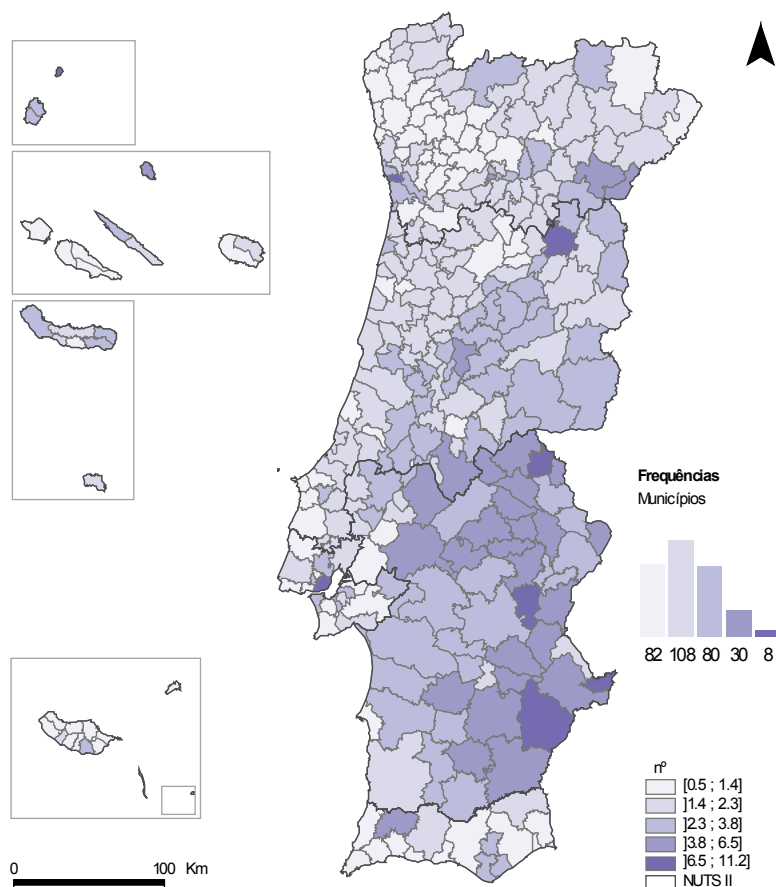 Frequências
Municípios
82 108 80 30 8
nº
[0.5 ; 1.4]
]1.4 ; 2.3]
]2.3 ; 3.8]
]3.8 ; 6.5]
]6.5 ; 11.2]
NUTS II
0 100 Km